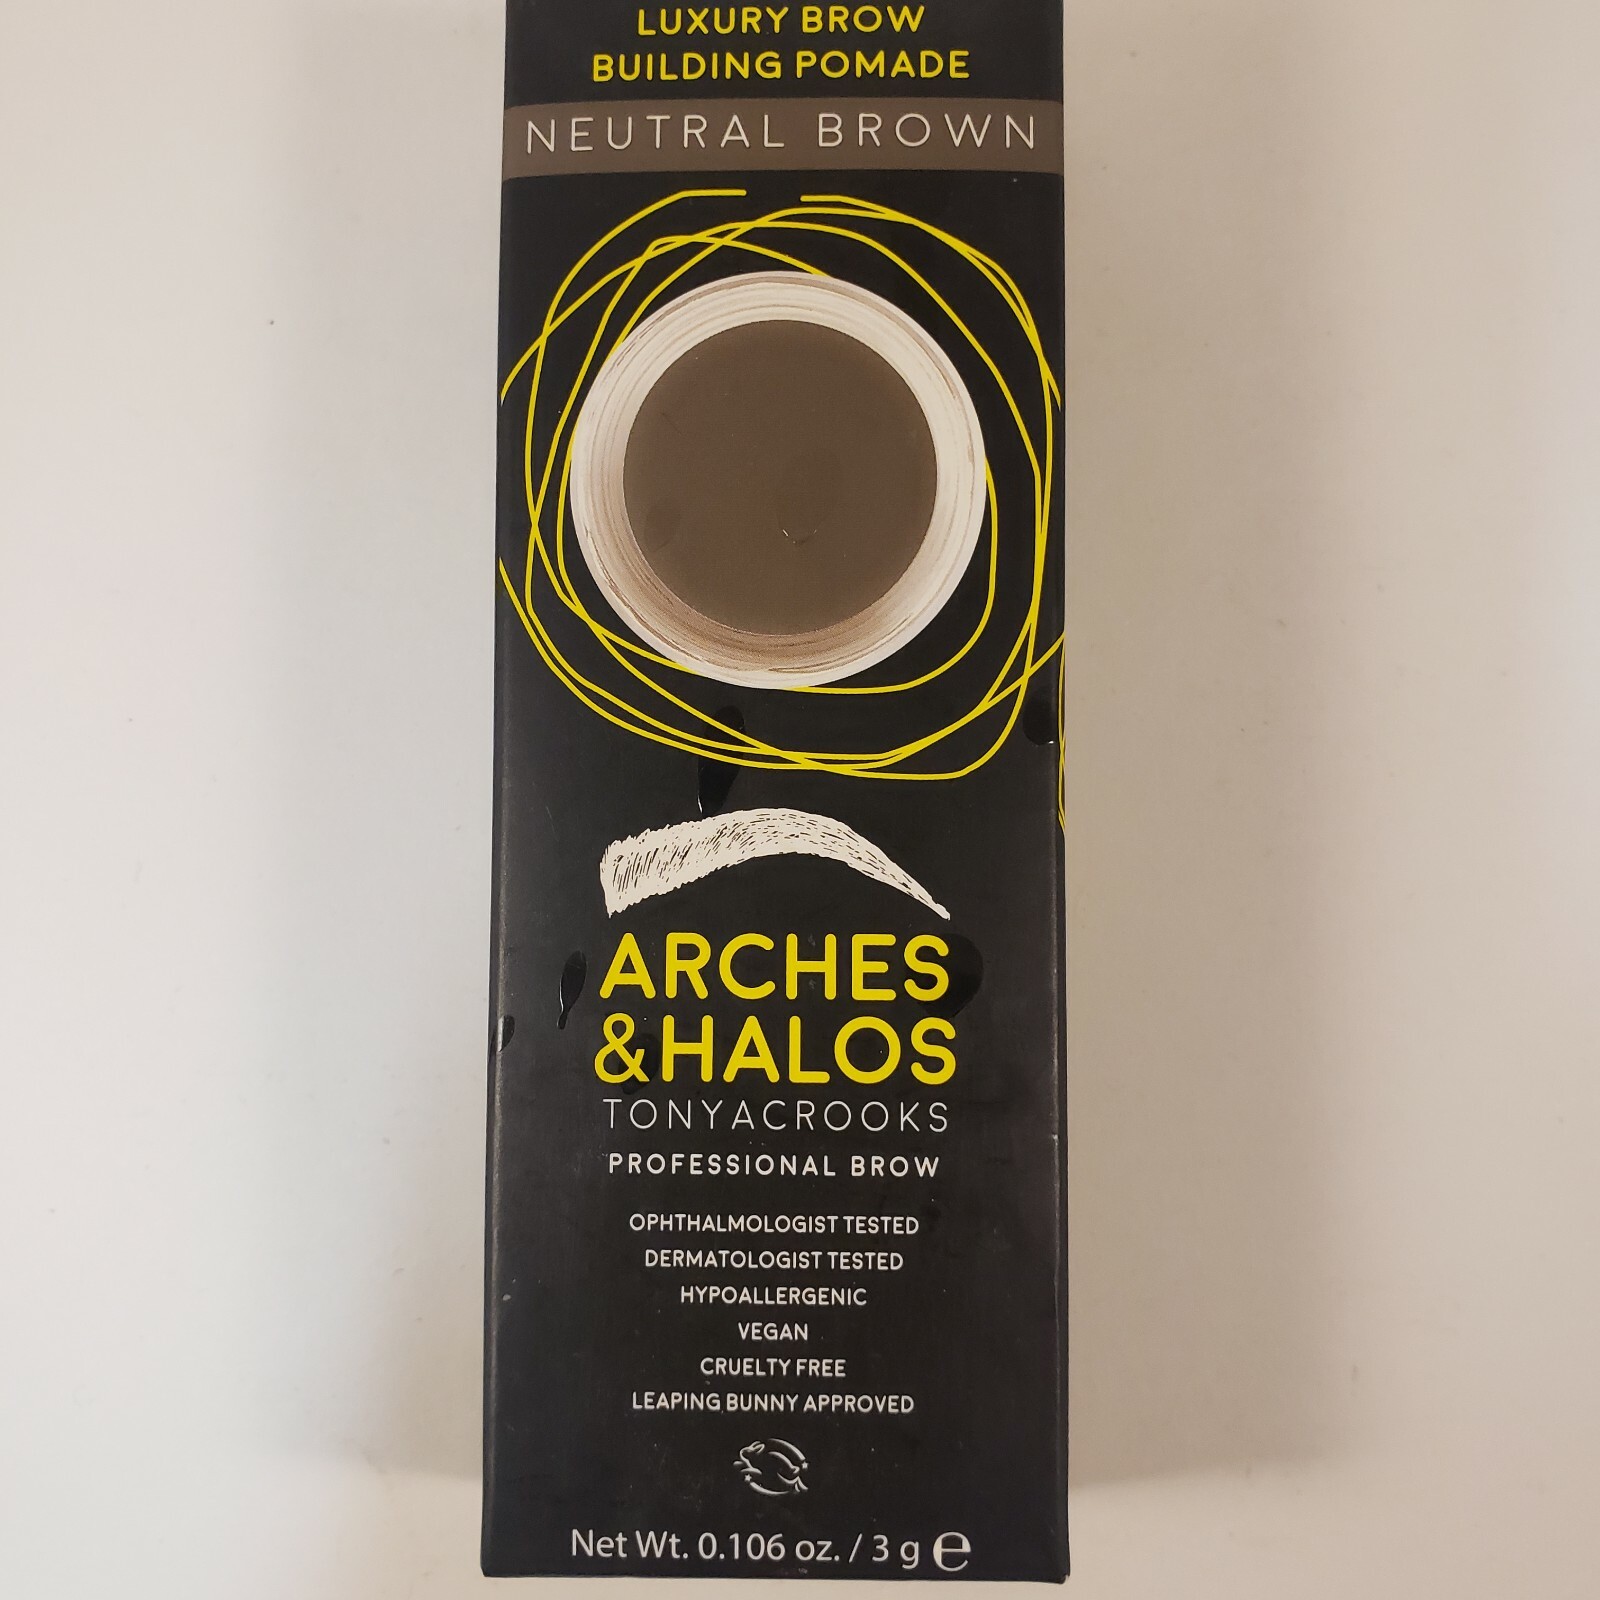 LUXURY BROW
BUILDING POMADE
NEUTRAL BROWN
ARCHES
&HALOS
TONYACROOKS
PROFESSIONAL BROW
OPHTHALMOLOGIST TESTED
DERMATOLOGIST TESTED
HYPOALLERGENIC
VEGAN
CRUELTY FREE
LEAPING BUNNY APPROVED
Net Wt. 0.106 oz. / 3 g ℮